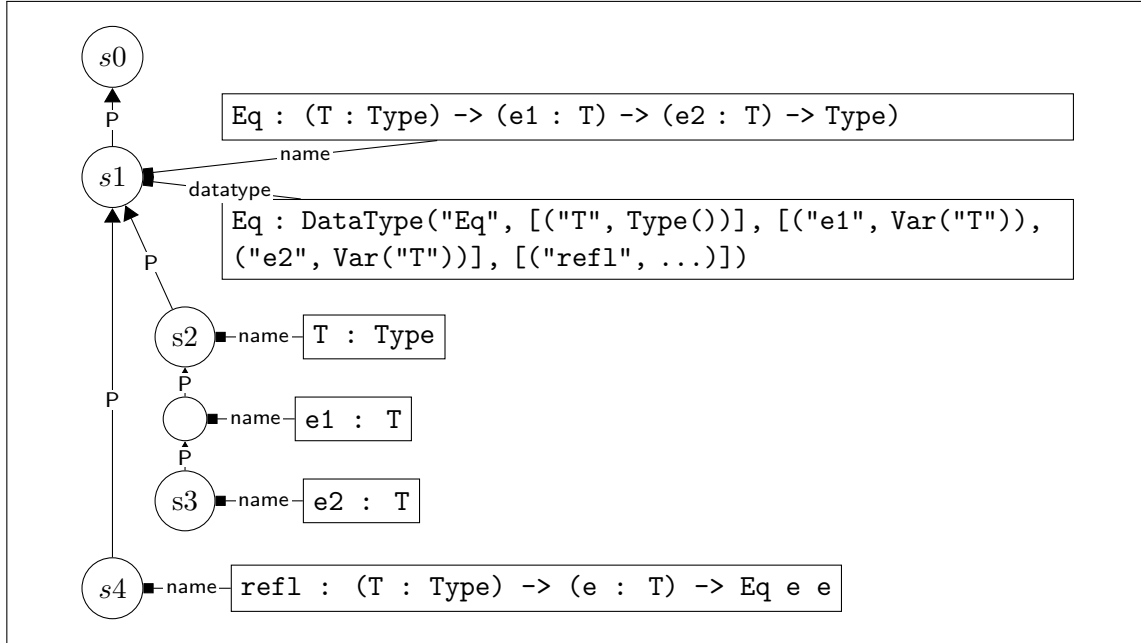 s0
P
Eq : (T : Type) -> (e1 : T) -> (e2 : T) -> Type)
name
s1
datatype
Eq : DataType("Eq", [("T", Type())], [("e1", Var("T")),
("e2", Var("T"))], [("refl", ...)])
P
s2 name T : Type
P
P
name e1 : T
P
s3 name e2 : T
s4 name refl : (T : Type) -> (e : T) -> Eq e e